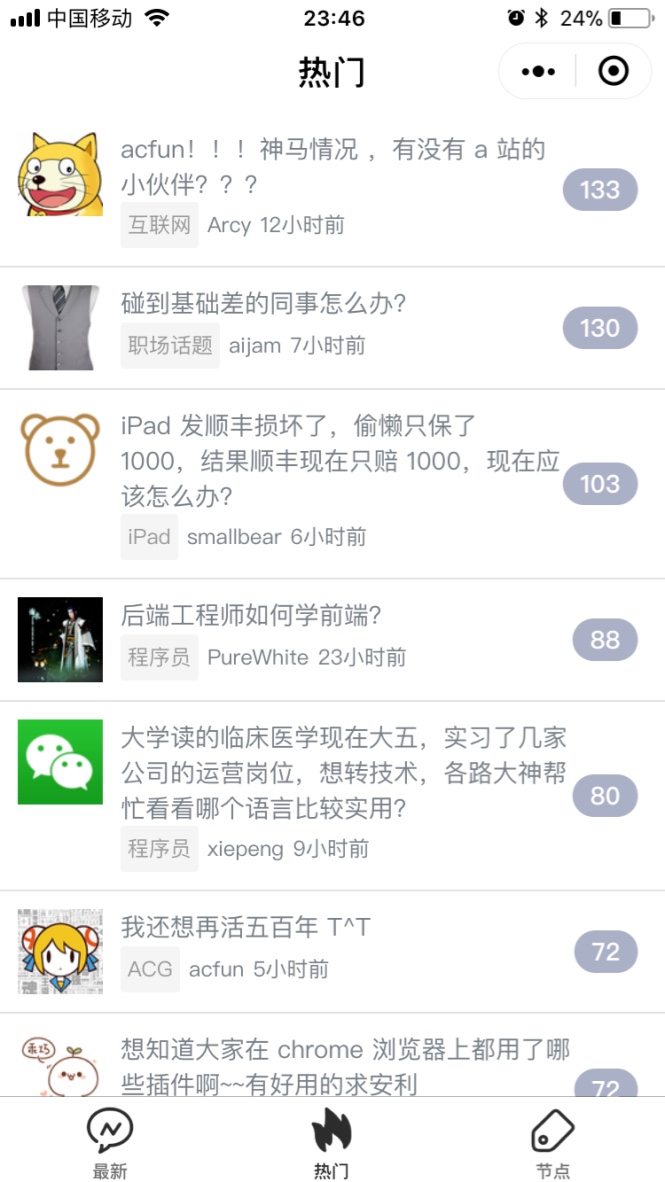 中国移动 23:46 24%
热门
acfun！！！神马情况 ，有没有 a 站的
小伙伴？？？
133
互联网 Arcy 12小时前
碰到基础差的同事怎么办？
130
职场话题 aijam 7小时前
iPad 发顺丰损坏了，偷懒只保了
1000，结果顺丰现在只赔 1000，现在应
该怎么办？
103
iPad smallbear 6小时前
后端工程师如何学前端？
88
程序员 PureWhite 23小时前
大学读的临床医学现在大五，实习了几家
公司的运营岗位，想转技术，各路大神帮
忙看看哪个语言比较实用？
80
程序员 xiepeng 9小时前
我还想再活五百年 T^T
72
ACG acfun 5小时前
乖巧
想知道大家在 chrome 浏览器上都用了哪
些插件啊~~有好用的求安利
72
最新 热门 节点